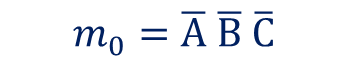 m₀ = A̅ B̅ C̅